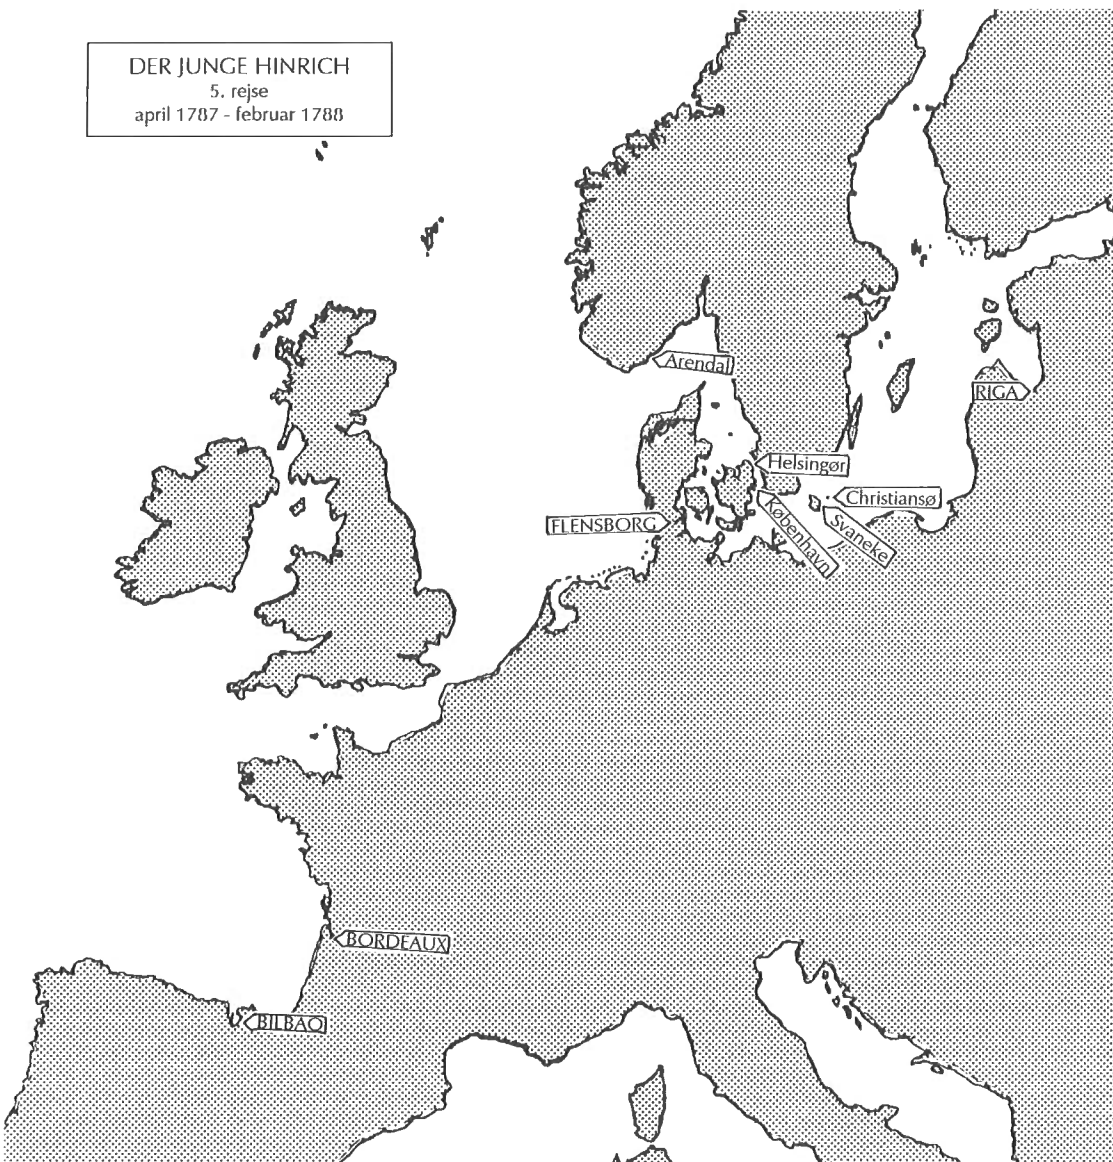 DER JUNGE HINRICH
5. rejse
april 1787 - februar 1788
Arendal
RIGA
Helsingør
Christiansø
FLENSBORG
København
Svaneke
BORDEAUX
BILBAO